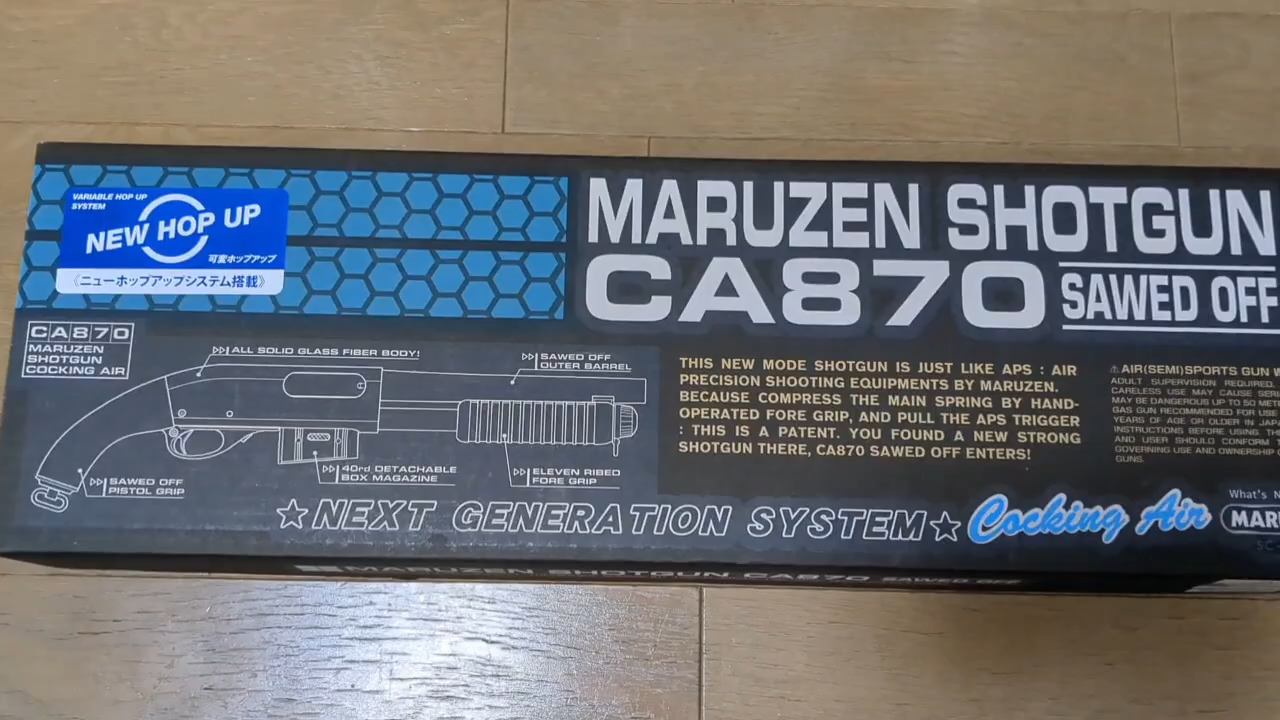 VARIABLE HOP UP
SYSTEM
NEW HOP UP
可変ホップアップ
《ニューホップアップシステム搭載》
MARUZEN SHOTGUN
CA870
SAWED OFF
CA870
MARUZEN
SHOTGUN
COCKING AIR
ALL SOLID GLASS FIBER BODY!
SAWED OFF
OUTER BARREL
40rd DETACHABLE
BOX MAGAZINE
ELEVEN RIBED
FORE GRIP
SAWED OFF
PISTOL GRIP
THIS NEW MODE SHOTGUN IS JUST LIKE APS : AIR
PRECISION SHOOTING EQUIPMENTS BY MARUZEN.
BECAUSE COMPRESS THE MAIN SPRING BY HAND-
OPERATED FORE GRIP, AND PULL THE APS TRIGGER
: THIS IS A PATENT. YOU FOUND A NEW STRONG
SHOTGUN THERE, CA870 SAWED OFF ENTERS!
⚠AIR(SEMI)SPORTS GUN
ADULT SUPERVISION REQUIRED.
CARELESS USE MAY CAUSE
MAY BE DANGEROUS UP TO 50
GAS GUN RECOMMENDED FOR USE
YEARS OF AGE OR OLDER IN
INSTRUCTIONS BEFORE USING
AND USER SHOULD CONFORM
GOVERNING USE AND OWNERSHIP
GUNS.
★NEXT GENERATION SYSTEM★
Cocking Air
What's
MAR
MARUZEN SHOTGUN CA870 SAWED OFF